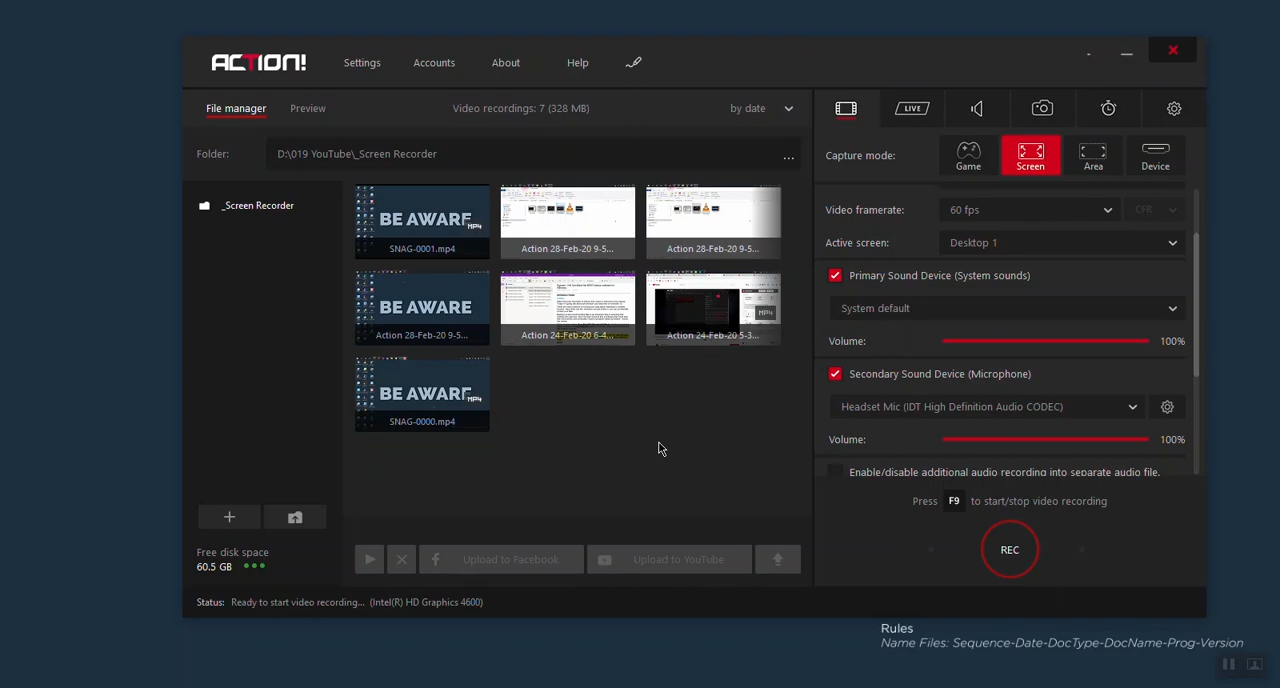 ACTION!
Settings
Accounts
About
Help
File manager
Preview
Video recordings: 7 (328 MB)
by date
LIVE
Folder:
D:\019 YouTube\_Screen Recorder
...
Capture mode:
Game
Screen
Area
Device
_Screen Recorder
BE AWARE
MP4
SNAG-0001.mp4
Action 28-Feb-20 9-5...
Action 28-Feb-20 9-5...
BE AWARE
Action 28-Feb-20 9-5...
Action 24-Feb-20 6-4...
MP4
Action 24-Feb-20 5-3...
BE AWARE
MP4
SNAG-0000.mp4
Video framerate:
60 fps
CFR
Active screen:
Desktop 1
Primary Sound Device (System sounds)
System default
Volume:
100%
Secondary Sound Device (Microphone)
Headset Mic (IDT High Definition Audio CODEC)
Volume:
100%
Enable/disable additional audio recording into separate audio file.
Press F9 to start/stop video recording
REC
Free disk space
60.5 GB
Upload to Facebook
Upload to YouTube
Status: Ready to start video recording... (Intel(R) HD Graphics 4600)
Rules
Name Files: Sequence-Date-DocType-DocName-Prog-Version